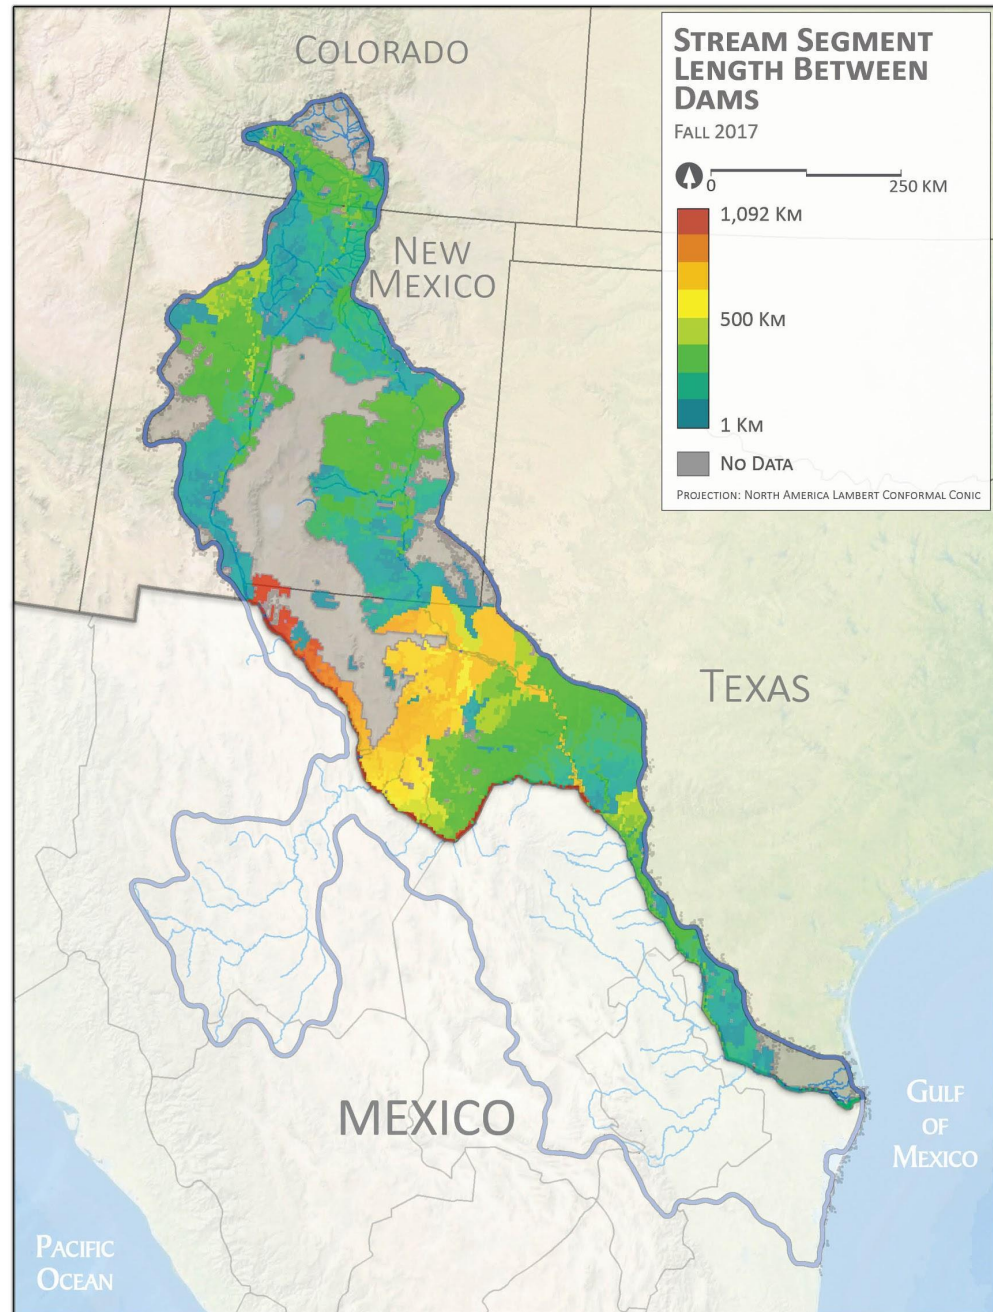 COLORADO
NEW
MEXICO
TEXAS
MEXICO
GULF
OF
MEXICO
PACIFIC
OCEAN
STREAM SEGMENT
LENGTH BETWEEN
DAMS
FALL 2017
0 250 KM
1,092 KM
500 KM
1 KM
NO DATA
PROJECTION: NORTH AMERICA LAMBERT CONFORMAL CONIC